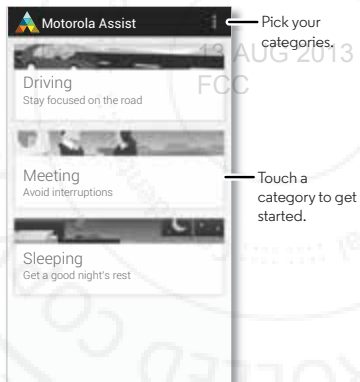 Motorola Assist
Pick your
categories.
13 AUG 2013
FCC
Driving
Stay focused on the road
Meeting
Avoid interruptions
Touch a
category to get
started.
Sleeping
Get a good night's rest